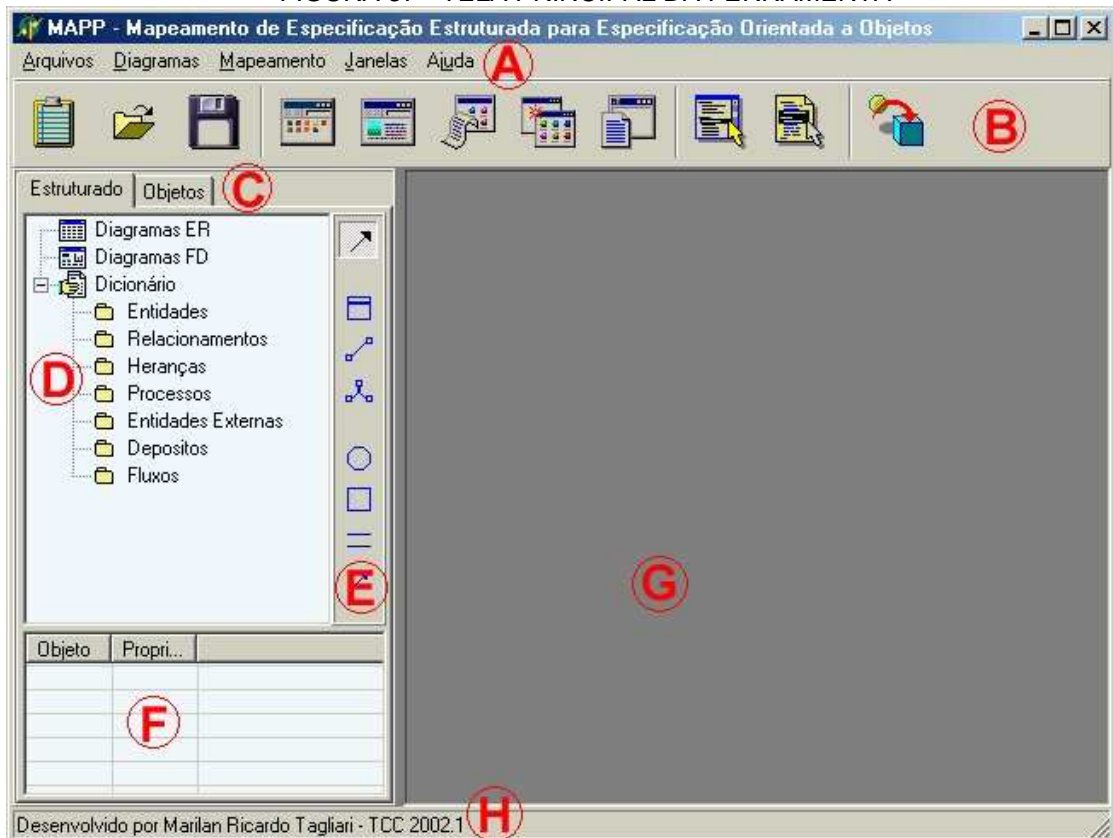 MAPP - Mapeamento de Especificação Estruturada para Especificação Orientada a Objetos
Arquivos Diagramas Mapeamento Janelas Ajuda A
B
Estruturado Objetos C
Diagramas ER
Diagramas FD
Dicionário
Entidades
Relacionamentos
Heranças
D
Processos
Entidades Externas
Depositos
Fluxos
E
G
Objeto Propri...
F
Desenvolvido por Marilan Ricardo Tagliari - TCC 2002.1 H